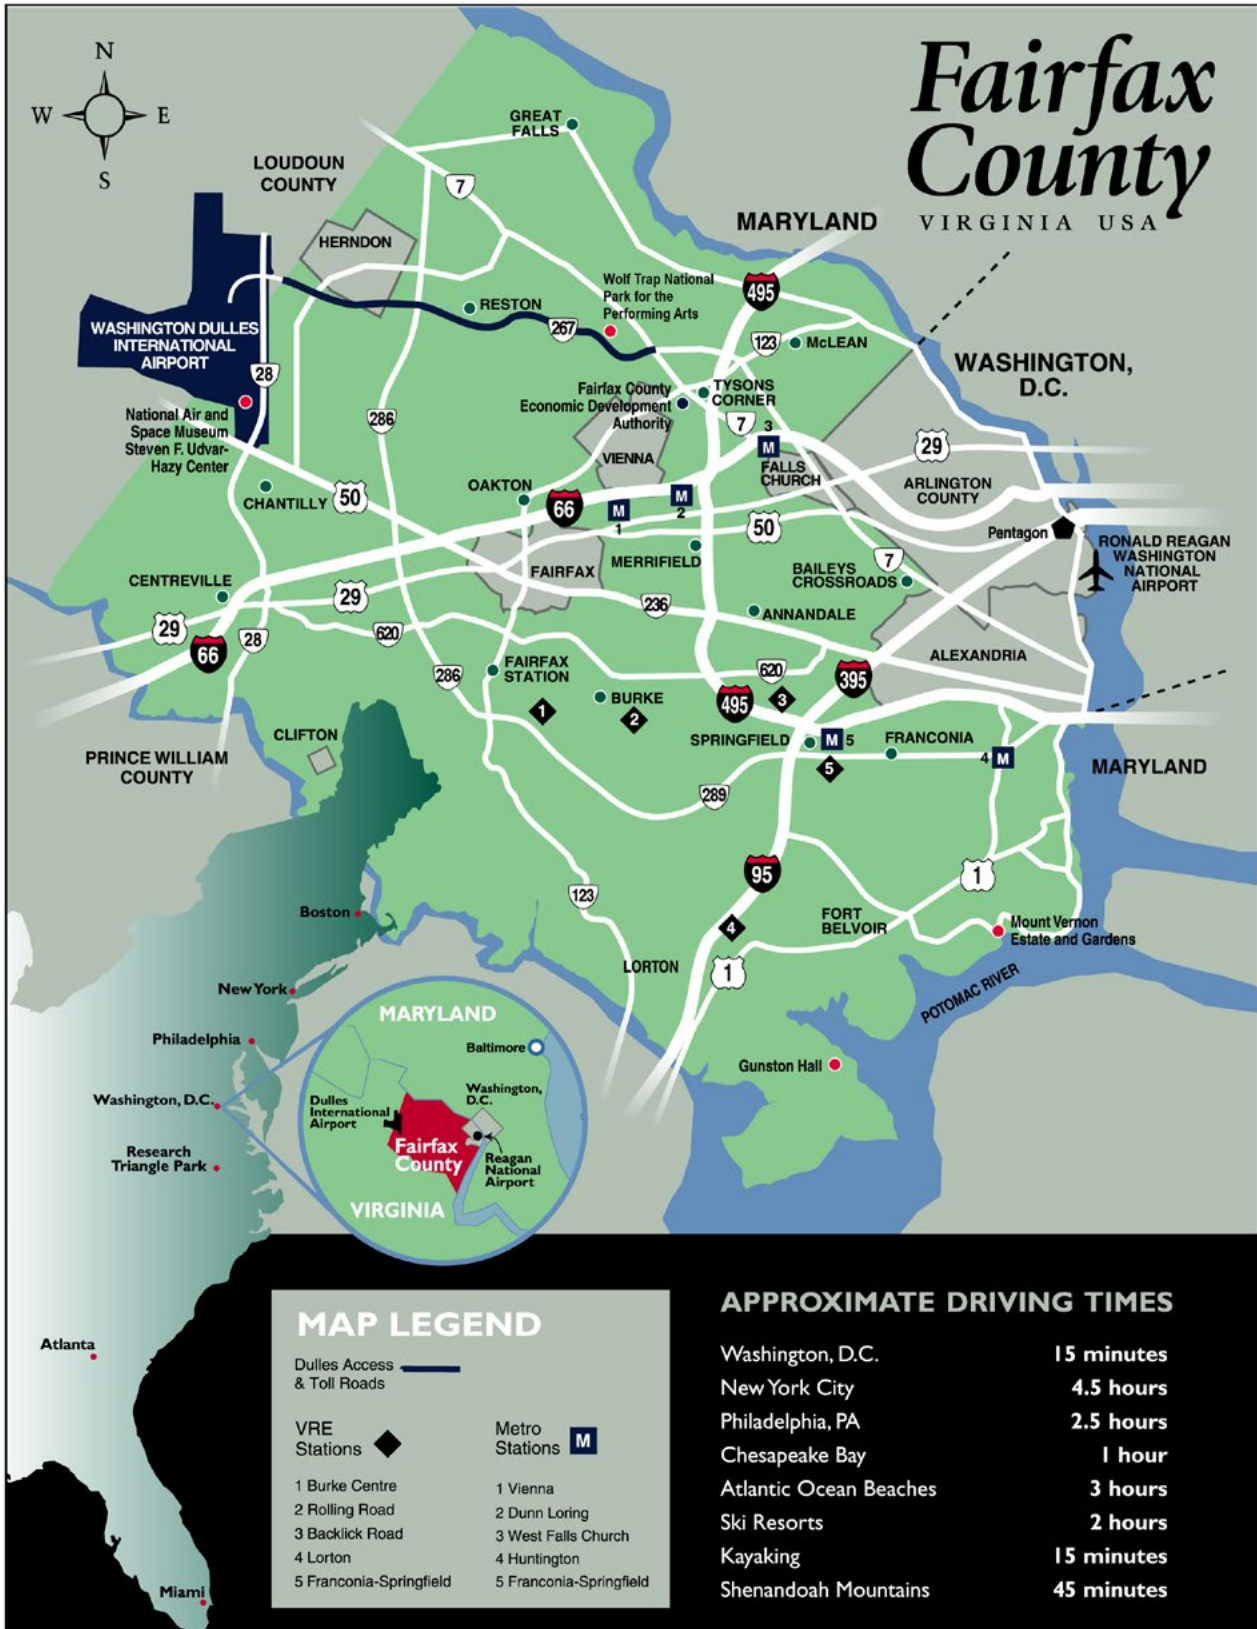 Fairfax
County
VIRGINIA USA
N
W
E
S
GREAT
FALLS
LOUDOUN
COUNTY
7
MARYLAND
HERNDON
Wolf Trap National
Park for the
Performing Arts
495
RESTON
267
123
McLEAN
WASHINGTON DULLES
INTERNATIONAL
AIRPORT
28
WASHINGTON,
D.C.
Fairfax County
Economic Development
Authority
TYSONS
CORNER
National Air and
Space Museum
Steven F. Udvar-
Hazy Center
286
7
3
M
29
VIENNA
FALLS
CHURCH
CHANTILLY
50
OAKTON
66
M
1
M
2
ARLINGTON
COUNTY
50
Pentagon
RONALD REAGAN
WASHINGTON
NATIONAL
AIRPORT
MERRIFIELD
7
BAILEYS
CROSSROADS
CENTREVILLE
FAIRFAX
29
236
ANNANDALE
29
66
28
620
ALEXANDRIA
286
FAIRFAX
STATION
620
395
1
BURKE
2
495
3
CLIFTON
SPRINGFIELD
M
5
FRANCONIA
4
M
PRINCE WILLIAM
COUNTY
5
MARYLAND
289
95
1
123
FORT
BELVOIR
4
Mount Vernon
Estate and Gardens
LORTON
1
POTOMAC RIVER
Gunston Hall
Boston
New York
Philadelphia
Washington, D.C.
Research
Triangle Park
Atlanta
Miami
MARYLAND
Baltimore
Dulles
International
Airport
Washington,
D.C.
Fairfax
County
Reagan
National
Airport
VIRGINIA
MAP LEGEND
Dulles Access
& Toll Roads
VRE
Stations
1 Burke Centre
2 Rolling Road
3 Backlick Road
4 Lorton
5 Franconia-Springfield
Metro
Stations
M
1 Vienna
2 Dunn Loring
3 West Falls Church
4 Huntington
5 Franconia-Springfield
APPROXIMATE DRIVING TIMES
Washington, D.C. 15 minutes
New York City 4.5 hours
Philadelphia, PA 2.5 hours
Chesapeake Bay 1 hour
Atlantic Ocean Beaches 3 hours
Ski Resorts 2 hours
Kayaking 15 minutes
Shenandoah Mountains 45 minutes